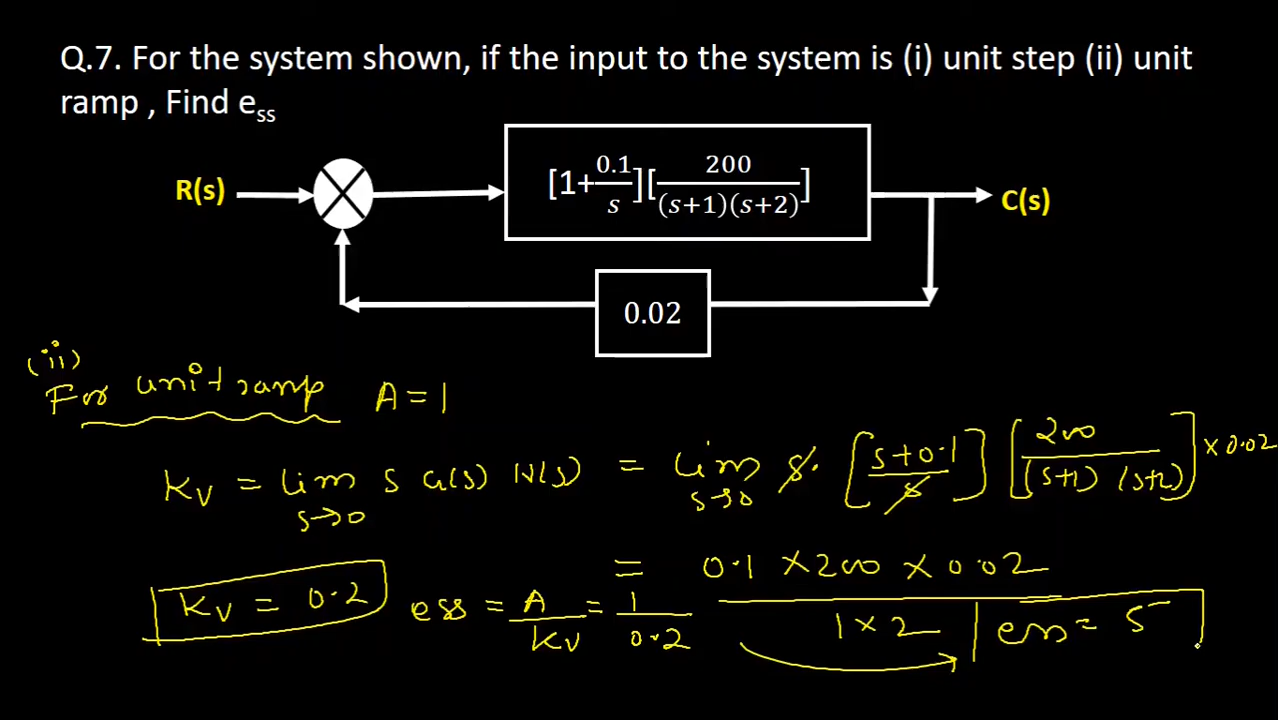 Q.7. For the system shown, if the input to the system is (i) unit step (ii) unit
ramp , Find ess
R(s)
[1+0.1/s][200/(s+1)(s+2)]
C(s)
0.02
(ii)
For unit ramp A = 1
Kv = lim s→0 s G(s) H(s) = lim s→0 s. [s+0.1/s] [200/(s+1) (s+2)] × 0.02
= 0.1 × 200 × 0.02 / 1 × 2
Kv = 0.2 ess = A/Kv = 1/0.2 ess = 5